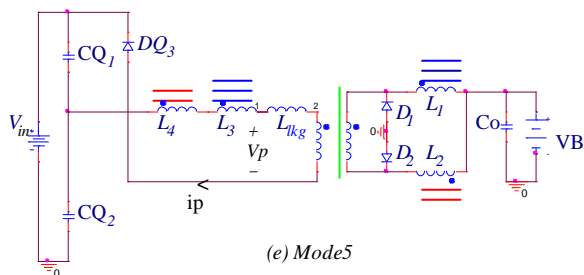 CQ1
DQ3
L4
L3
1
Llkg
2
L1
Vin
+
Vp
−
0
D1
D2
L2
Co
+
VB
-
CQ2
ip
0
0
(e) Mode5